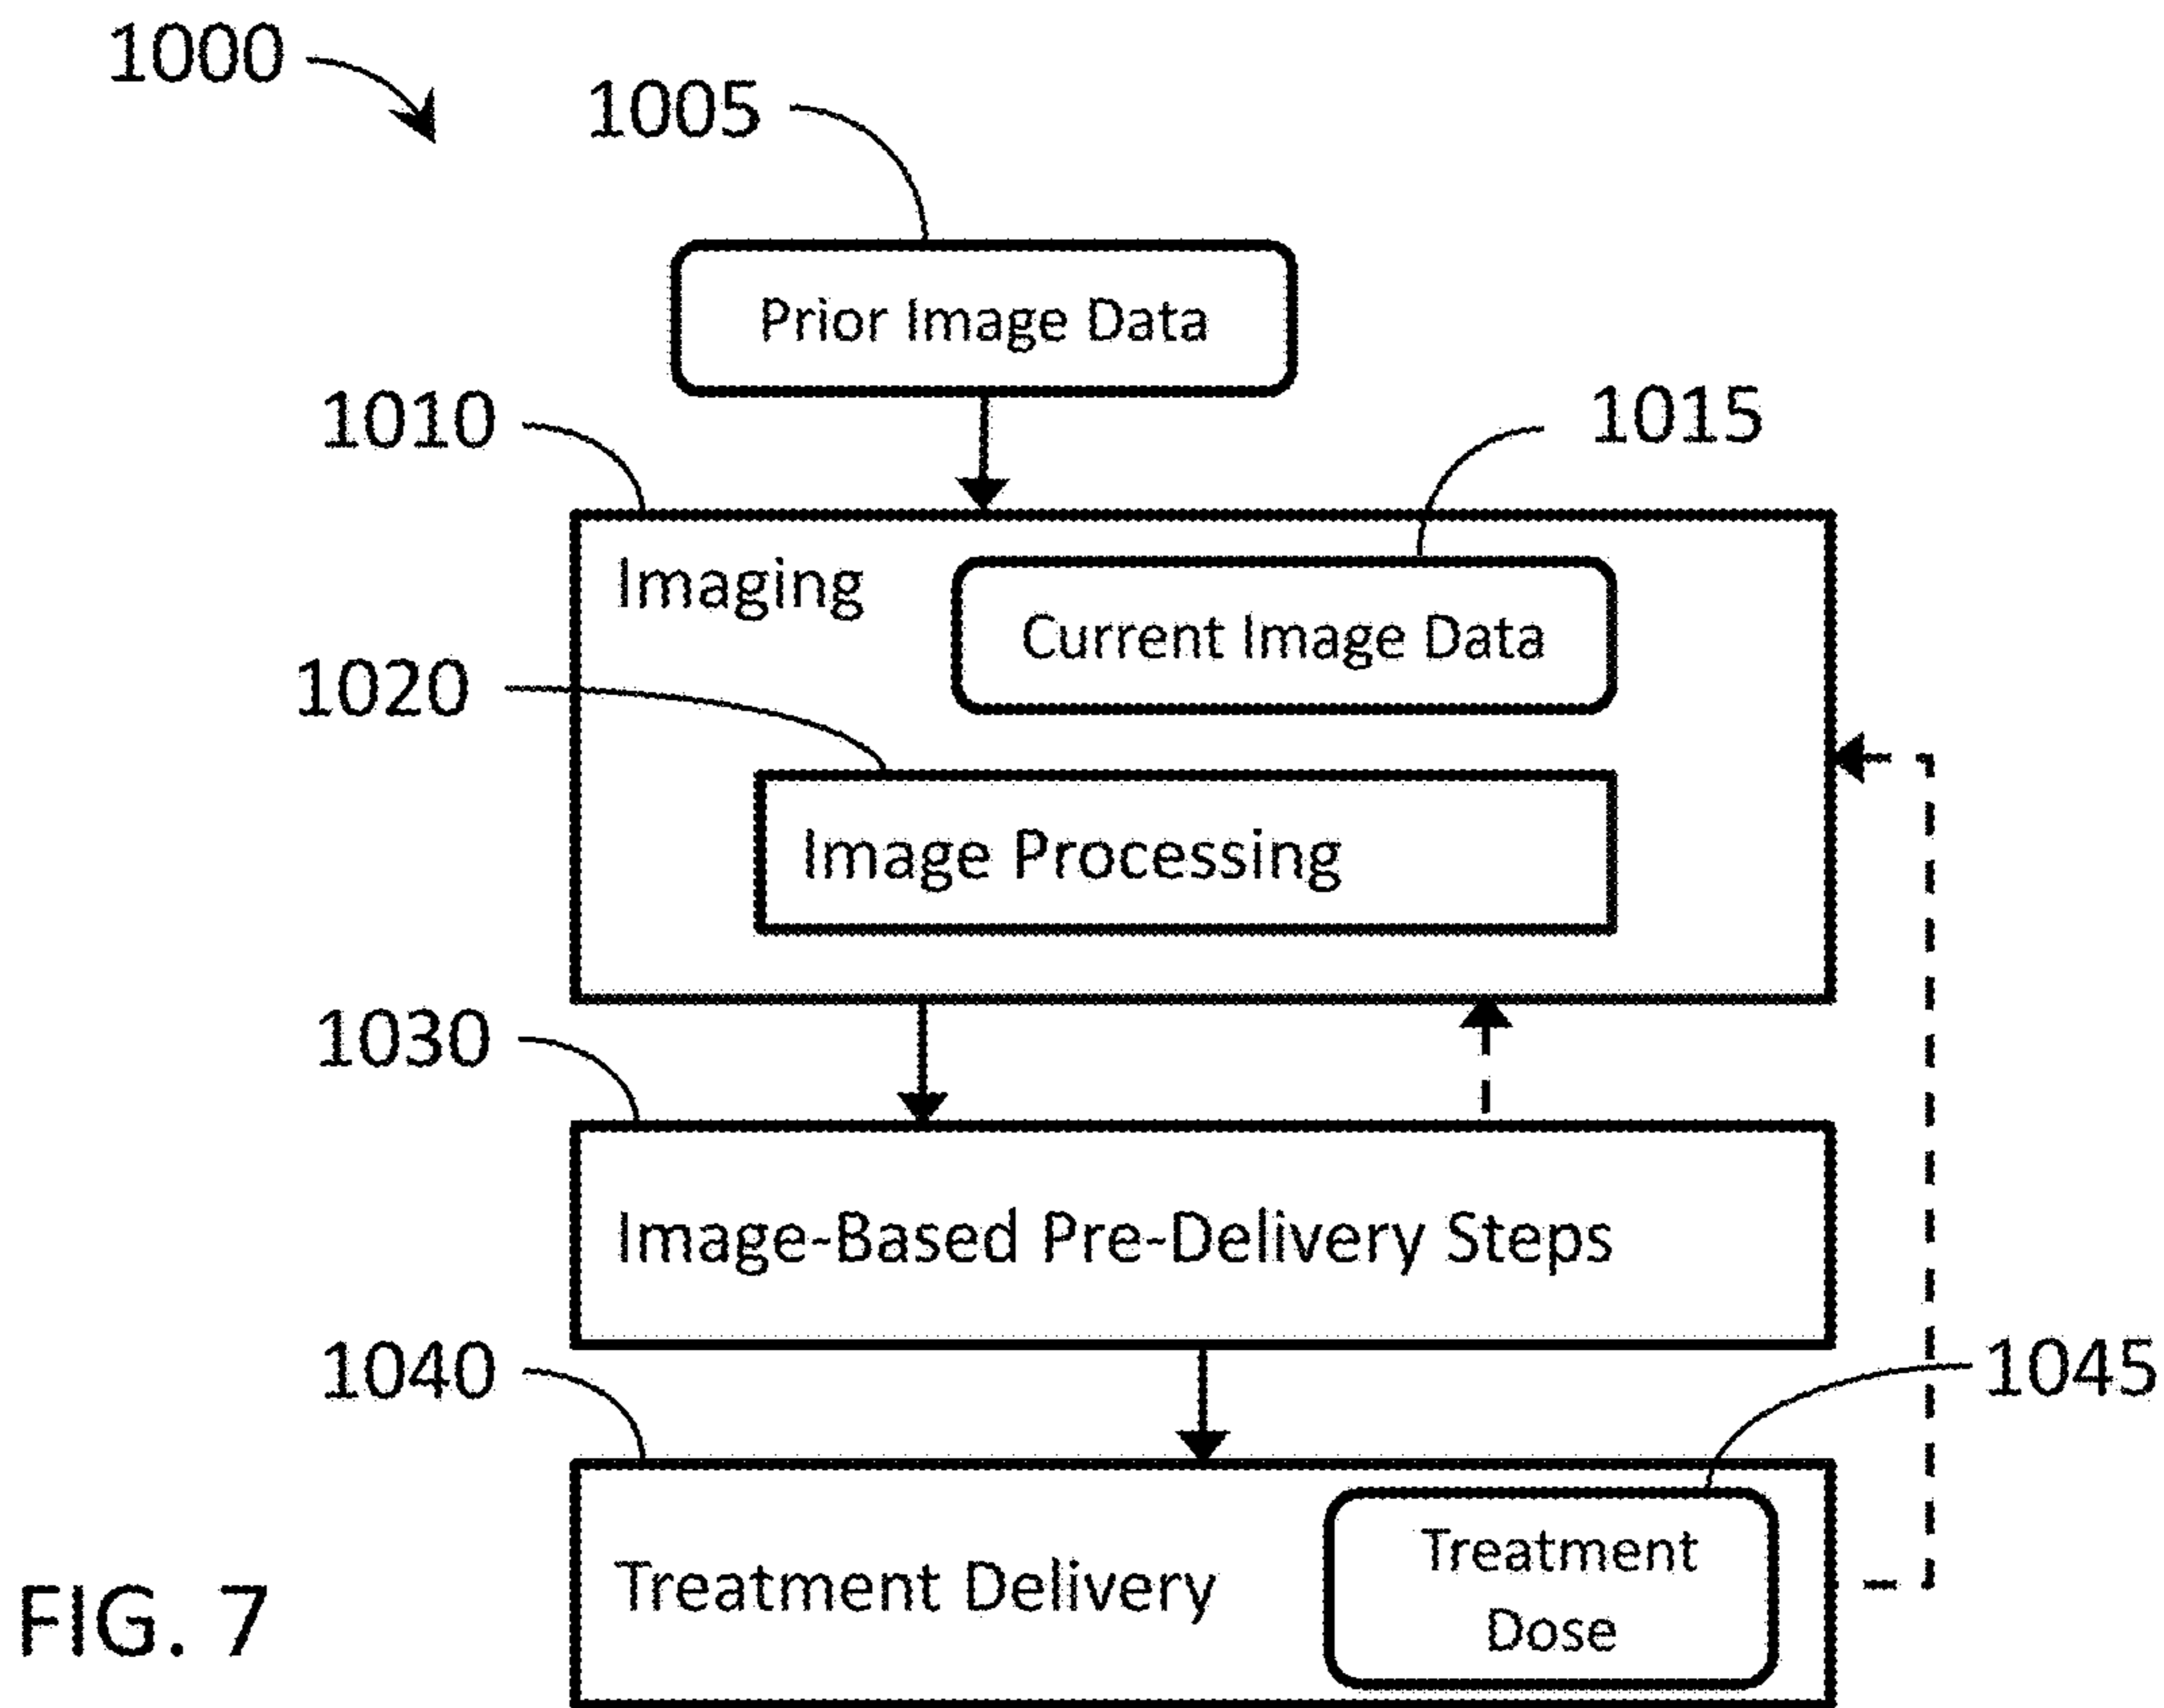 1000
1005
Prior Image Data
1010
1015
Imaging
Current Image Data
1020
Image Processing
1030
Image-Based Pre-Delivery Steps
1040
1045
Treatment Delivery
Treatment
Dose
FIG. 7